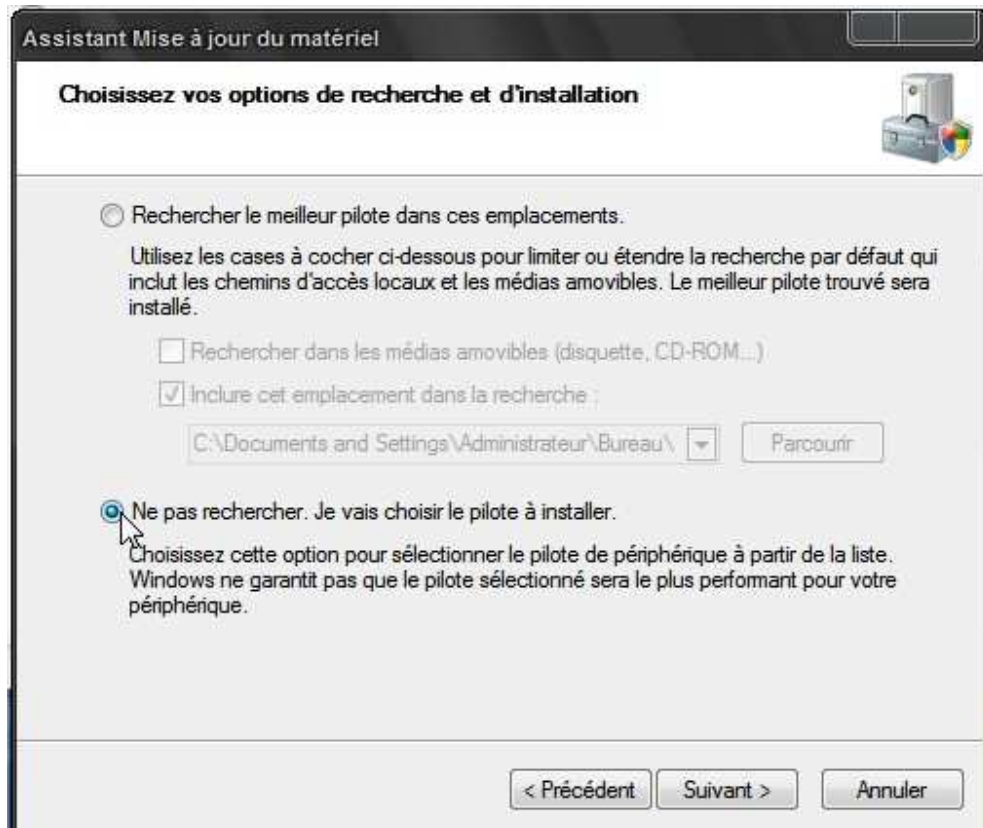 Assistant Mise à jour du matériel
Choisissez vos options de recherche et d'installation
Rechercher le meilleur pilote dans ces emplacements.
Utilisez les cases à cocher ci-dessous pour limiter ou étendre la recherche par défaut qui
inclut les chemins d'accès locaux et les médias amovibles. Le meilleur pilote trouvé sera
installé.
Rechercher dans les médias amovibles (disquette, CD-ROM...)
Inclure cet emplacement dans la recherche :
C:\Documents and Settings\Administrateur\Bureau\
Parcourir
Ne pas rechercher. Je vais choisir le pilote à installer.
Choisissez cette option pour sélectionner le pilote de périphérique à partir de la liste.
Windows ne garantit pas que le pilote sélectionné sera le plus performant pour votre
périphérique.
< Précédent
Suivant >
Annuler